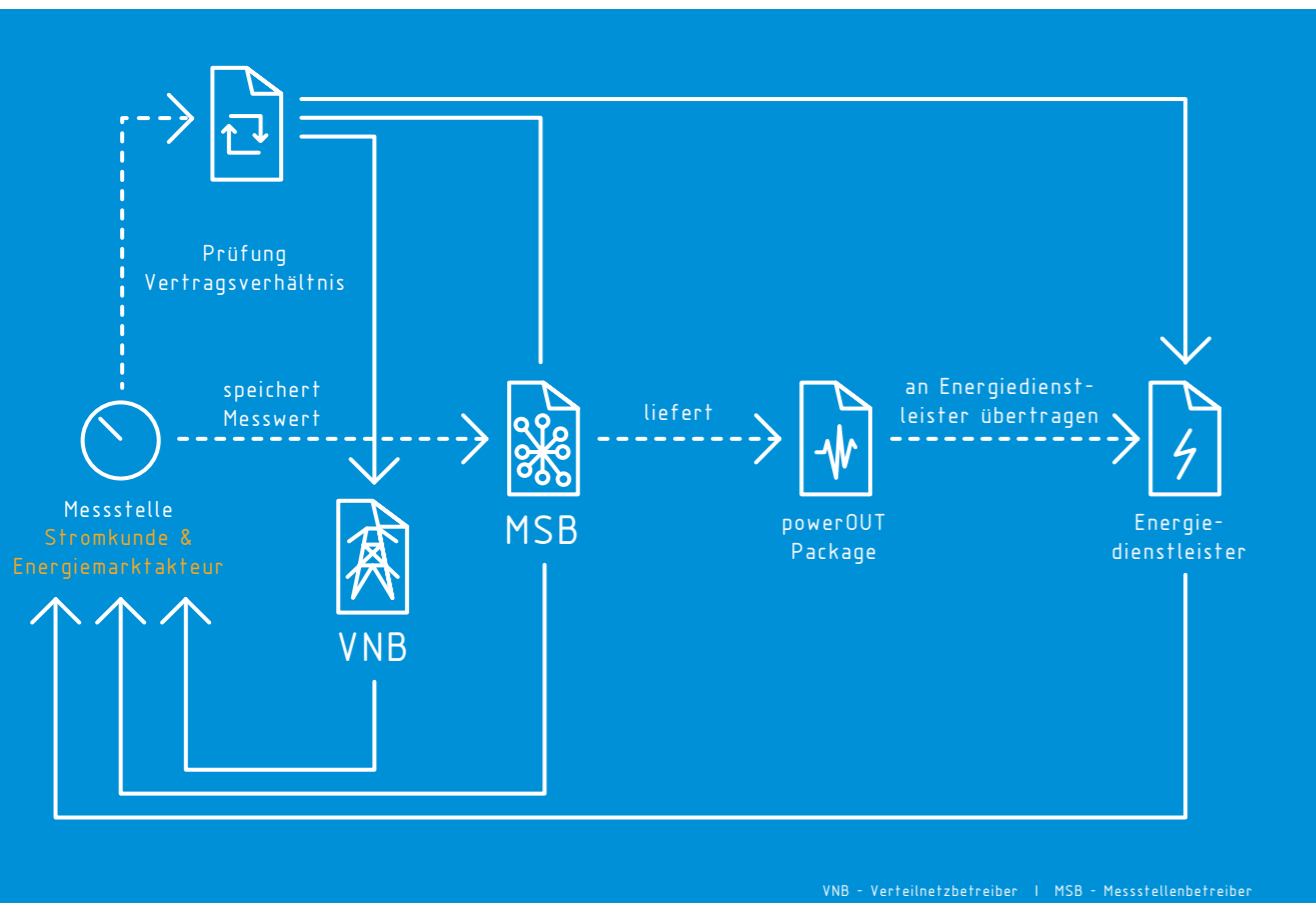 Prüfung
Vertragsverhältnis
speichert
Messwert
liefert
an Energiedienst-
leister übertragen
Messstelle
Stromkunde &
Energiemarktakteur
MSB
powerOUT
Package
Energie-
dienstleister
VNB
VNB - Verteilnetzbetreiber | MSB - Messstellenbetreiber